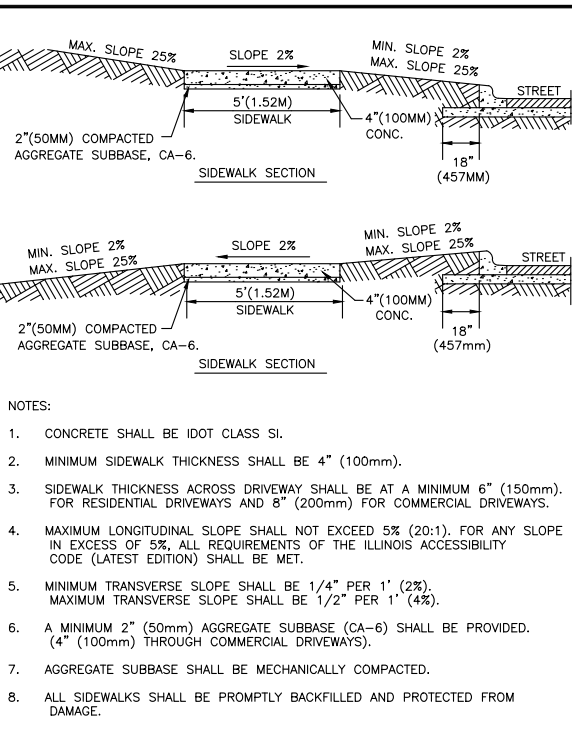 MAX. SLOPE 25%
SLOPE 2%
MIN. SLOPE 2%
MAX. SLOPE 25%
STREET
5'(1.52M)
SIDEWALK
4"(100MM)
CONC.
2"(50MM) COMPACTED
AGGREGATE SUBBASE, CA-6.
18"
(457MM)
SIDEWALK SECTION
MIN. SLOPE 2%
MAX. SLOPE 25%
SLOPE 2%
MIN. SLOPE 2%
MAX. SLOPE 25%
STREET
5'(1.52M)
SIDEWALK
4"(100MM)
CONC.
2"(50MM) COMPACTED
AGGREGATE SUBBASE, CA-6.
18"
(457mm)
SIDEWALK SECTION
NOTES:
1. CONCRETE SHALL BE IDOT CLASS SI.
2. MINIMUM SIDEWALK THICKNESS SHALL BE 4" (100mm).
3. SIDEWALK THICKNESS ACROSS DRIVEWAY SHALL BE AT A MINIMUM 6" (150mm).
FOR RESIDENTIAL DRIVEWAYS AND 8" (200mm) FOR COMMERCIAL DRIVEWAYS.
4. MAXIMUM LONGITUDINAL SLOPE SHALL NOT EXCEED 5% (20:1). FOR ANY SLOPE
IN EXCESS OF 5%, ALL REQUIREMENTS OF THE ILLINOIS ACCESSIBILITY
CODE (LATEST EDITION) SHALL BE MET.
5. MINIMUM TRANSVERSE SLOPE SHALL BE 1/4" PER 1' (2%).
MAXIMUM TRANSVERSE SLOPE SHALL BE 1/2" PER 1' (4%).
6. A MINIMUM 2" (50mm) AGGREGATE SUBBASE (CA-6) SHALL BE PROVIDED.
(4" (100mm) THROUGH COMMERCIAL DRIVEWAYS).
7. AGGREGATE SUBBASE SHALL BE MECHANICALLY COMPACTED.
8. ALL SIDEWALKS SHALL BE PROMPTLY BACKFILLED AND PROTECTED FROM
DAMAGE.